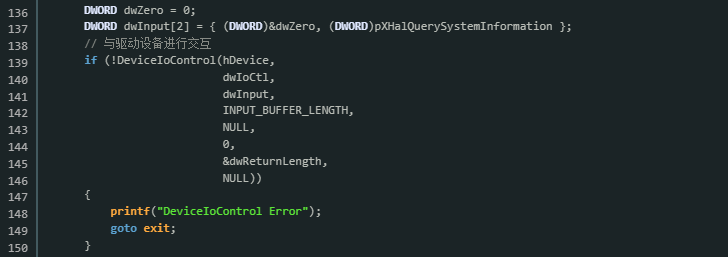 136 DWORD dwZero = 0;
137 DWORD dwInput[2] = { (DWORD)&dwZero, (DWORD)pXHalQuerySystemInformation };
138 // 与驱动设备进行交互
139 if (!DeviceIoControl(hDevice,
140 dwIoCtl,
141 dwInput,
142 INPUT_BUFFER_LENGTH,
143 NULL,
144 0,
145 &dwReturnLength,
146 NULL))
147 {
148 printf("DeviceIoControl Error");
149 goto exit;
150 }